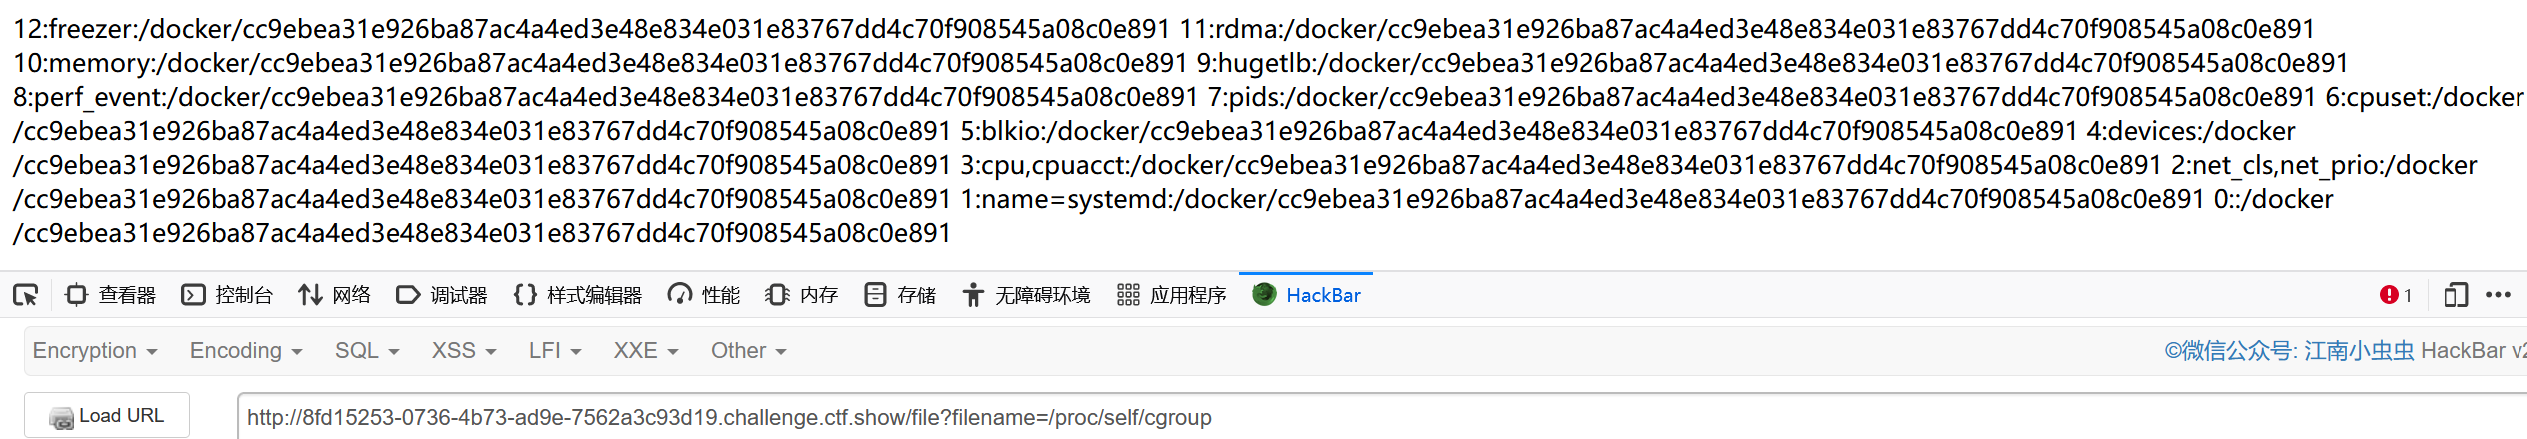 12:freezer:/docker/cc9ebea31e926ba87ac4a4ed3e48e834e031e83767dd4c70f908545a08c0e891 11:rdma:/docker/cc9ebea31e926ba87ac4a4ed3e48e834e031e83767dd4c70f908545a08c0e891
10:memory:/docker/cc9ebea31e926ba87ac4a4ed3e48e834e031e83767dd4c70f908545a08c0e891 9:hugetlb:/docker/cc9ebea31e926ba87ac4a4ed3e48e834e031e83767dd4c70f908545a08c0e891
8:perf_event:/docker/cc9ebea31e926ba87ac4a4ed3e48e834e031e83767dd4c70f908545a08c0e891 7:pids:/docker/cc9ebea31e926ba87ac4a4ed3e48e834e031e83767dd4c70f908545a08c0e891 6:cpuset:/docker
/cc9ebea31e926ba87ac4a4ed3e48e834e031e83767dd4c70f908545a08c0e891 5:blkio:/docker/cc9ebea31e926ba87ac4a4ed3e48e834e031e83767dd4c70f908545a08c0e891 4:devices:/docker
/cc9ebea31e926ba87ac4a4ed3e48e834e031e83767dd4c70f908545a08c0e891 3:cpu,cpuacct:/docker/cc9ebea31e926ba87ac4a4ed3e48e834e031e83767dd4c70f908545a08c0e891 2:net_cls,net_prio:/docker
/cc9ebea31e926ba87ac4a4ed3e48e834e031e83767dd4c70f908545a08c0e891 1:name=systemd:/docker/cc9ebea31e926ba87ac4a4ed3e48e834e031e83767dd4c70f908545a08c0e891 0::/docker
/cc9ebea31e926ba87ac4a4ed3e48e834e031e83767dd4c70f908545a08c0e891
查看器 控制台 网络 调试器 样式编辑器 性能 内存 存储 无障碍环境 应用程序 HackBar 1
Encryption Encoding SQL XSS LFI XXE Other ©微信公众号: 江南小虫虫 HackBar v2
Load URL http://8fd15253-0736-4b73-ad9e-7562a3c93d19.challenge.ctf.show/file?filename=/proc/self/cgroup